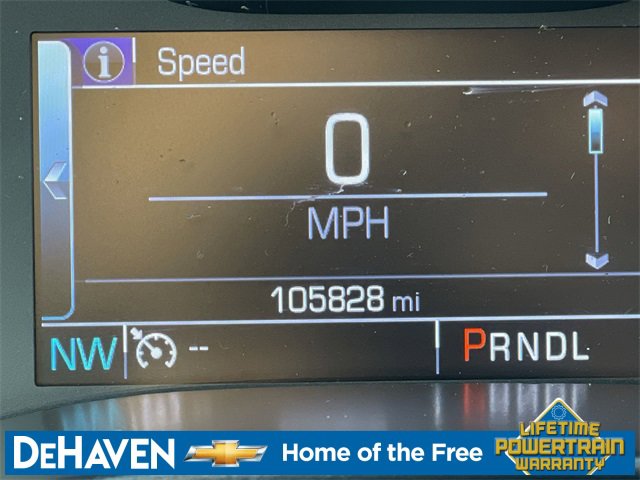 Speed
0
MPH
105828 mi
NW -- PRNDL
DEHAVEN Home of the Free LIFETIME POWERTRAIN WARRANTY